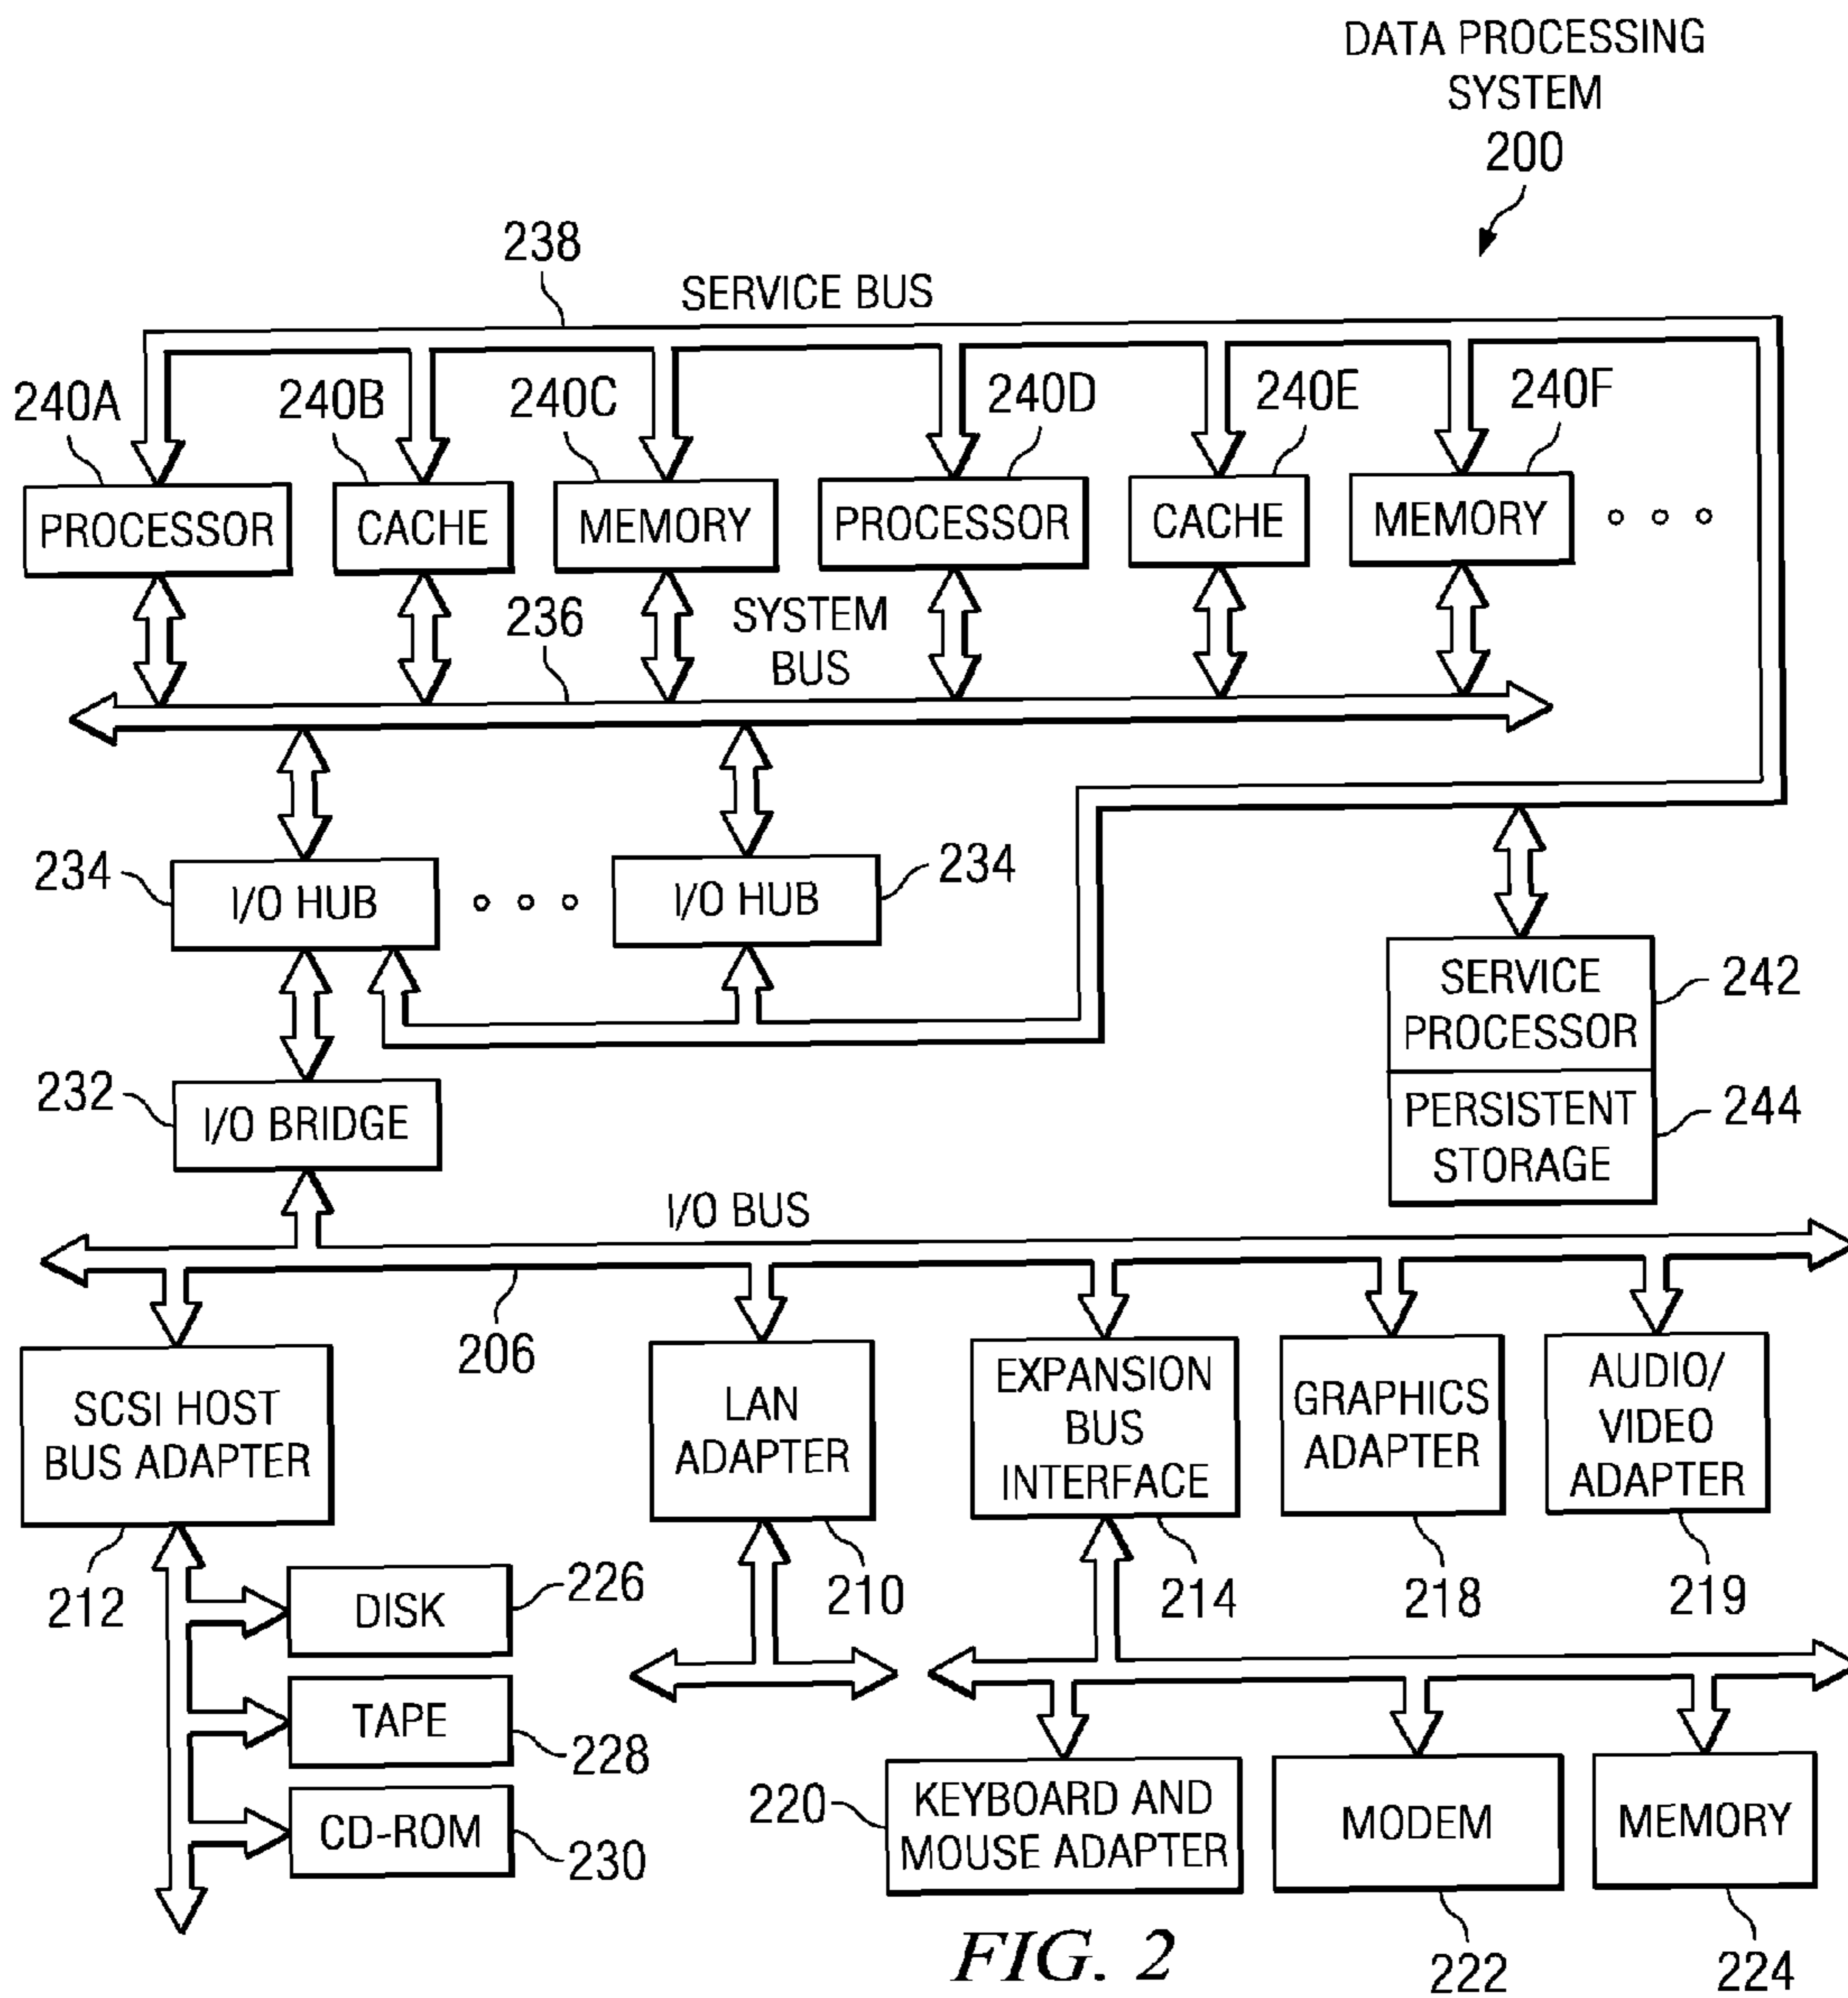 DATA PROCESSING
SYSTEM
200
238
SERVICE BUS
240A
240B
240C
240D
240E
240F
PROCESSOR
CACHE
MEMORY
PROCESSOR
CACHE
MEMORY
236
SYSTEM
BUS
234
I/O HUB
I/O HUB
234
SERVICE
PROCESSOR
242
232
I/O BRIDGE
PERSISTENT
STORAGE
244
I/O BUS
206
SCSI HOST
BUS ADAPTER
LAN
ADAPTER
EXPANSION
BUS
INTERFACE
GRAPHICS
ADAPTER
AUDIO/
VIDEO
ADAPTER
212
210
214
218
219
DISK
226
TAPE
228
CD-ROM
230
220
KEYBOARD AND
MOUSE ADAPTER
MODEM
MEMORY
222
224
FIG. 2